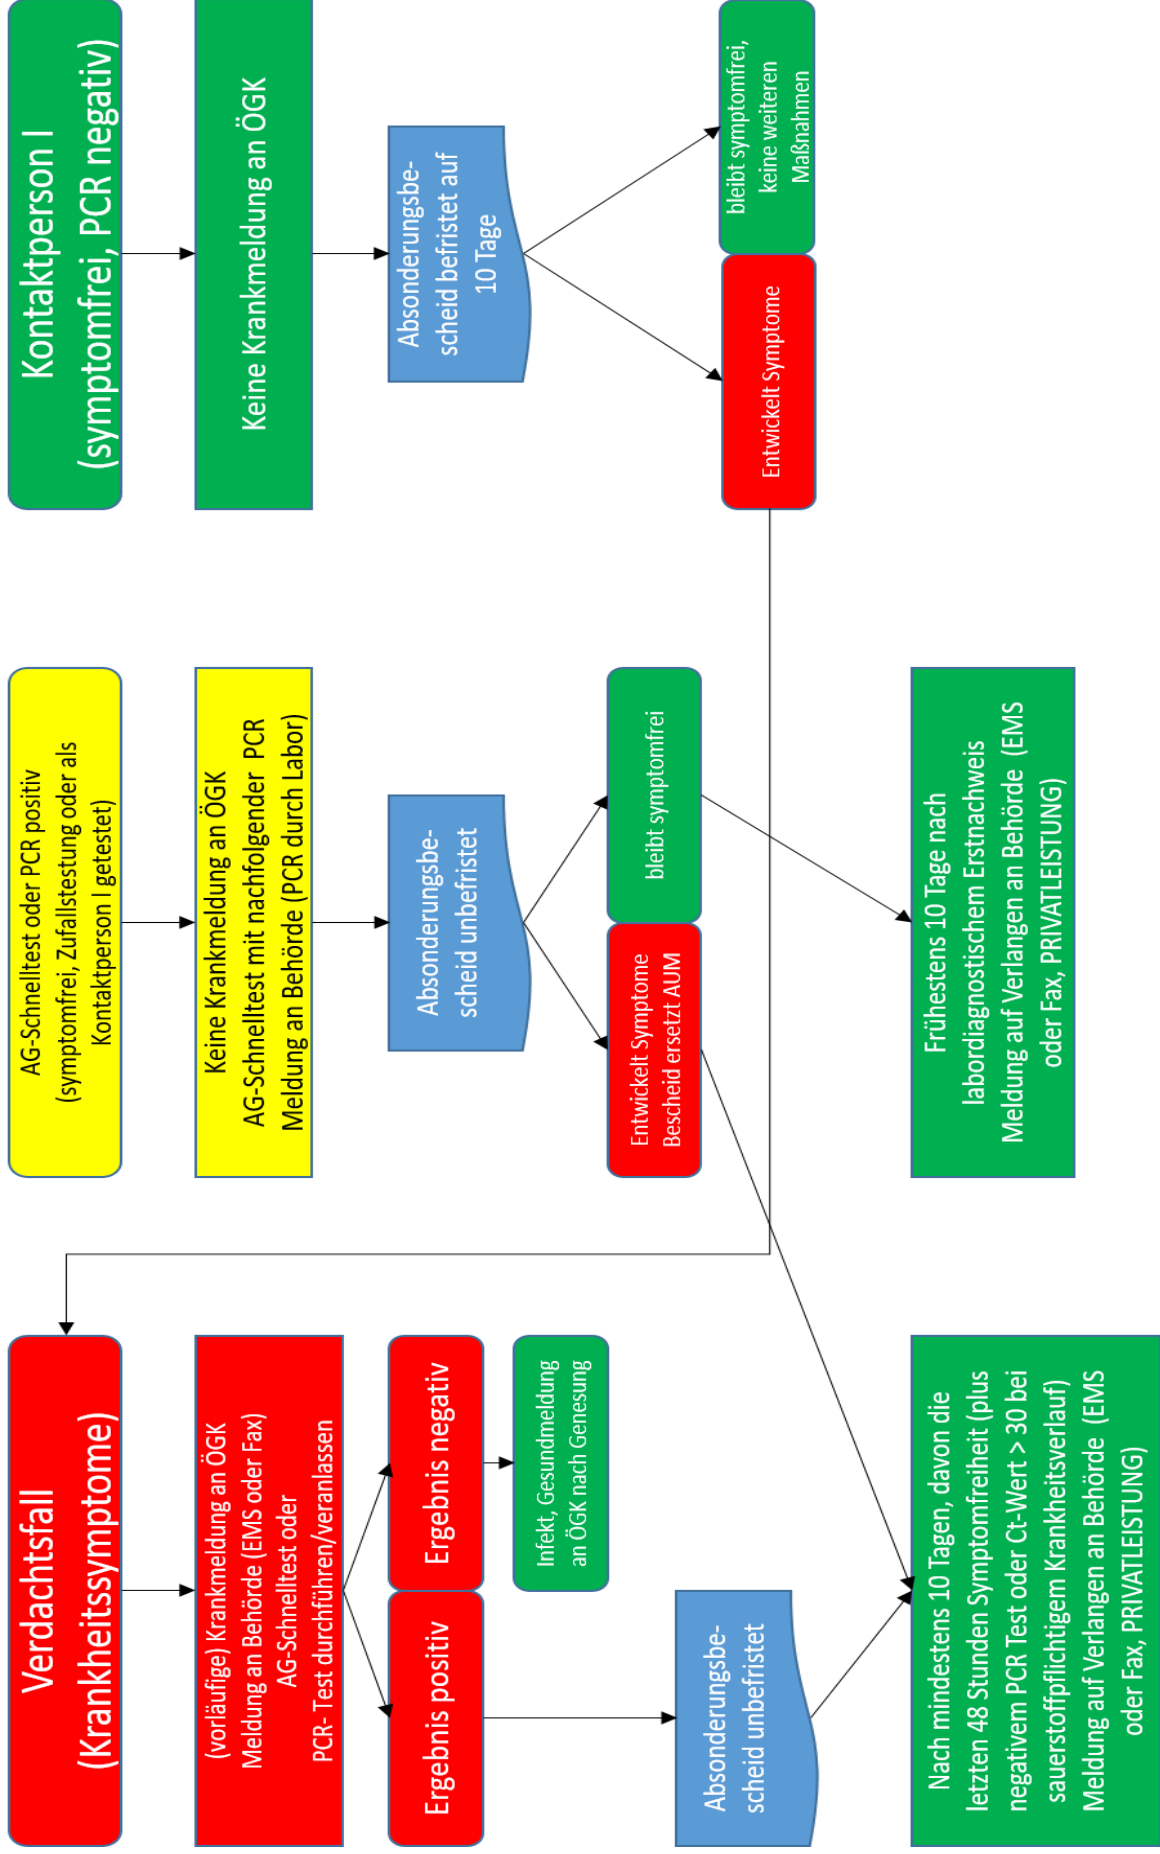 Verdachtsfall
(Krankheitssymptome)
(vorläufige) Krankmeldung an ÖGK
Meldung an Behörde (EMS oder Fax)
AG-Schnelltest oder
PCR- Test durchführen/veranlassen
Ergebnis positiv
Ergebnis negativ
Infekt, Gesundmeldung
an ÖGK nach Genesung
Absonderungsbe-
scheid unbefristet
Nach mindestens 10 Tagen, davon die
letzten 48 Stunden Symptomfreiheit (plus
negativem PCR Test oder Ct-Wert > 30 bei
sauerstoffpflichtigem Krankheitsverlauf)
Meldung auf Verlangen an Behörde (EMS
oder Fax, PRIVATLEISTUNG)
AG-Schnelltest oder PCR positiv
(symptomfrei, Zufallstestung oder als
Kontaktperson I getestet)
Keine Krankmeldung an ÖGK
AG-Schnelltest mit nachfolgender PCR
Meldung an Behörde (PCR durch Labor)
Absonderungsbe-
scheid unbefristet
Entwickelt Symptome
Bescheid ersetzt AUM
bleibt symptomfrei
Frühestens 10 Tage nach
labordiagnostischem Erstnachweis
Meldung auf Verlangen an Behörde (EMS
oder Fax, PRIVATLEISTUNG)
Kontaktperson I
(symptomfrei, PCR negativ)
Keine Krankmeldung an ÖGK
Absonderungsbe-
scheid befristet auf
10 Tage
Entwickelt Symptome
bleibt symptomfrei,
keine weiteren
Maßnahmen